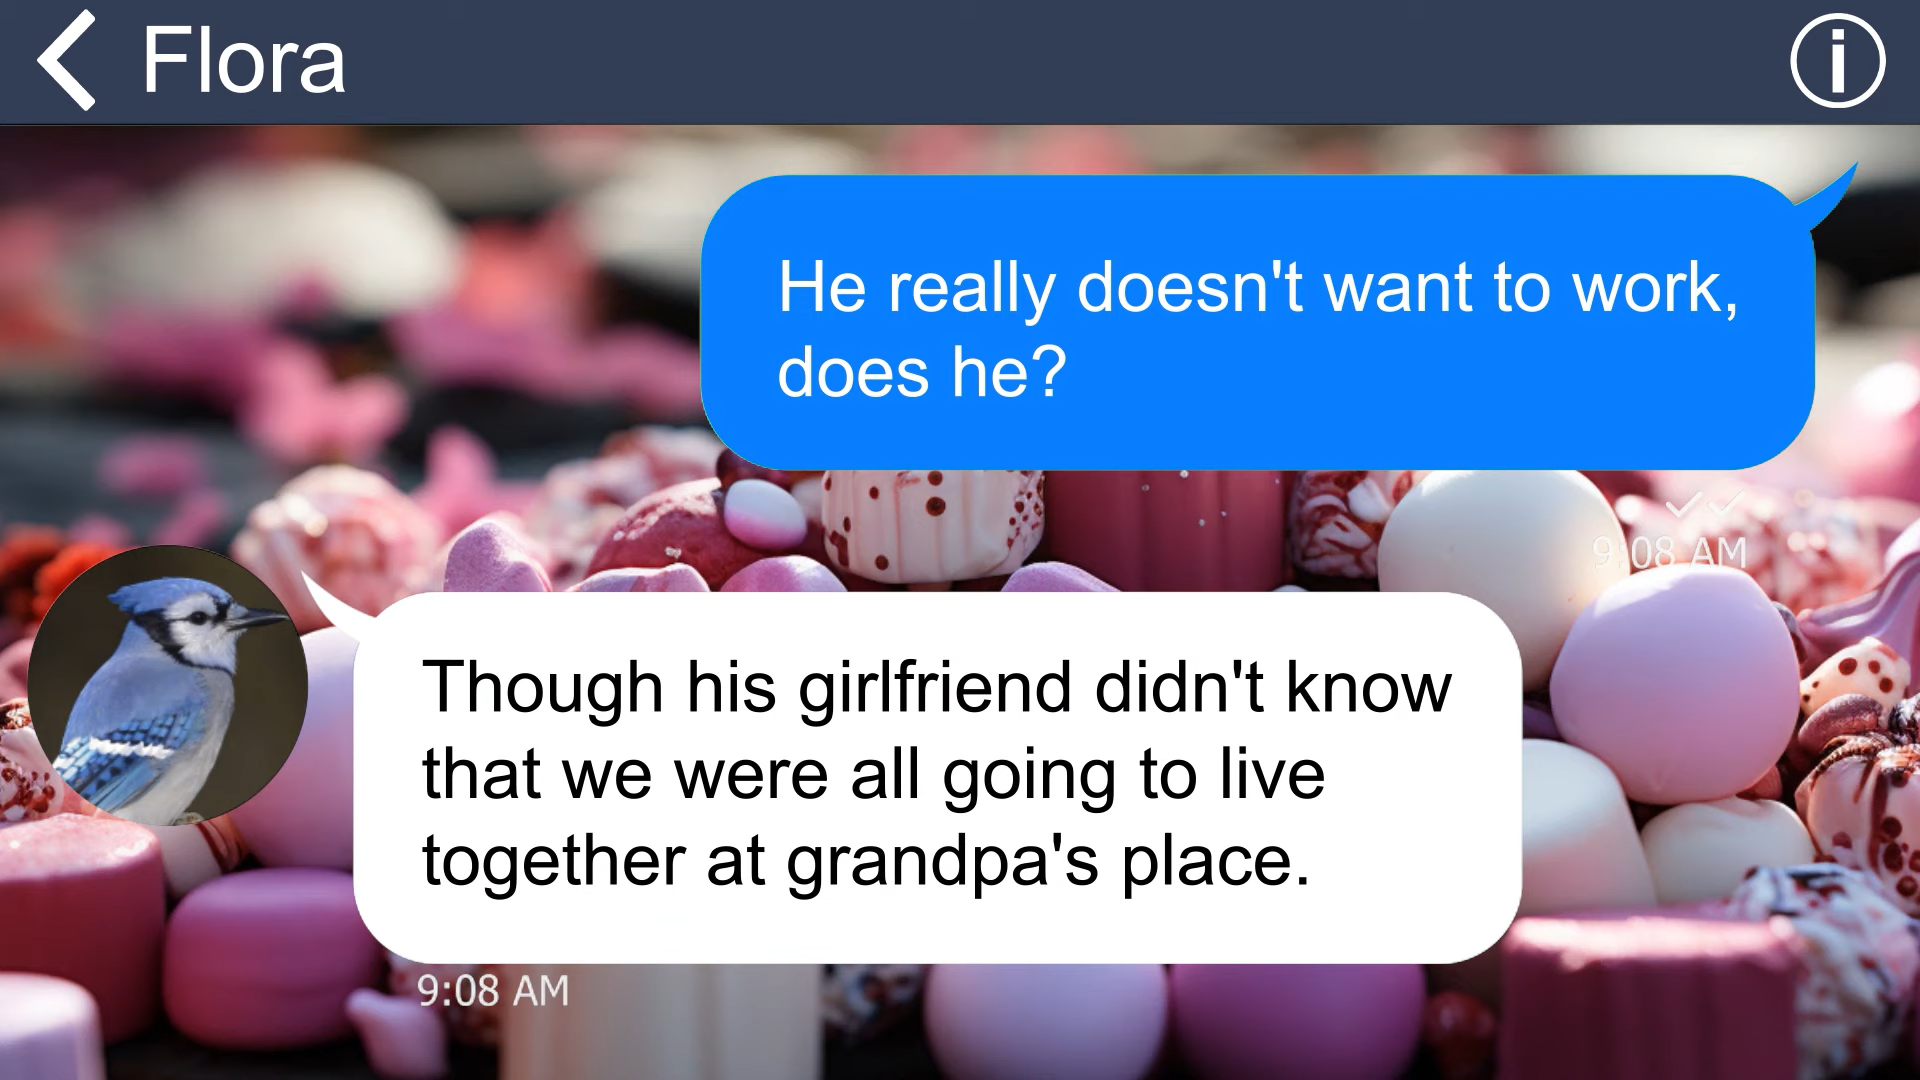 Flora
He really doesn't want to work,
does he?
9:08 AM
Though his girlfriend didn't know
that we were all going to live
together at grandpa's place.
9:08 AM